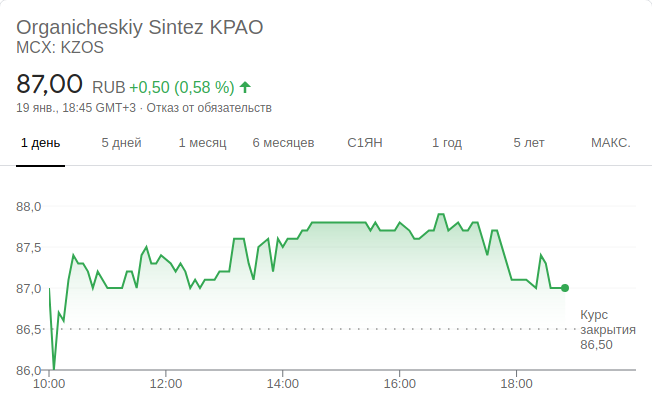 Organicheskiy Sintez KPAO
MCX: KZOS
87,00 RUB +0,50 (0,58 %)
19 янв., 18:45 GMT+3 · Отказ от обязательств
1 день 5 дней 1 месяц 6 месяцев С1ЯН 1 год 5 лет МАКС.
88,0
87,5
87,0
86,5
86,0
Курс
закрытия
86,50
10:00 12:00 14:00 16:00 18:00